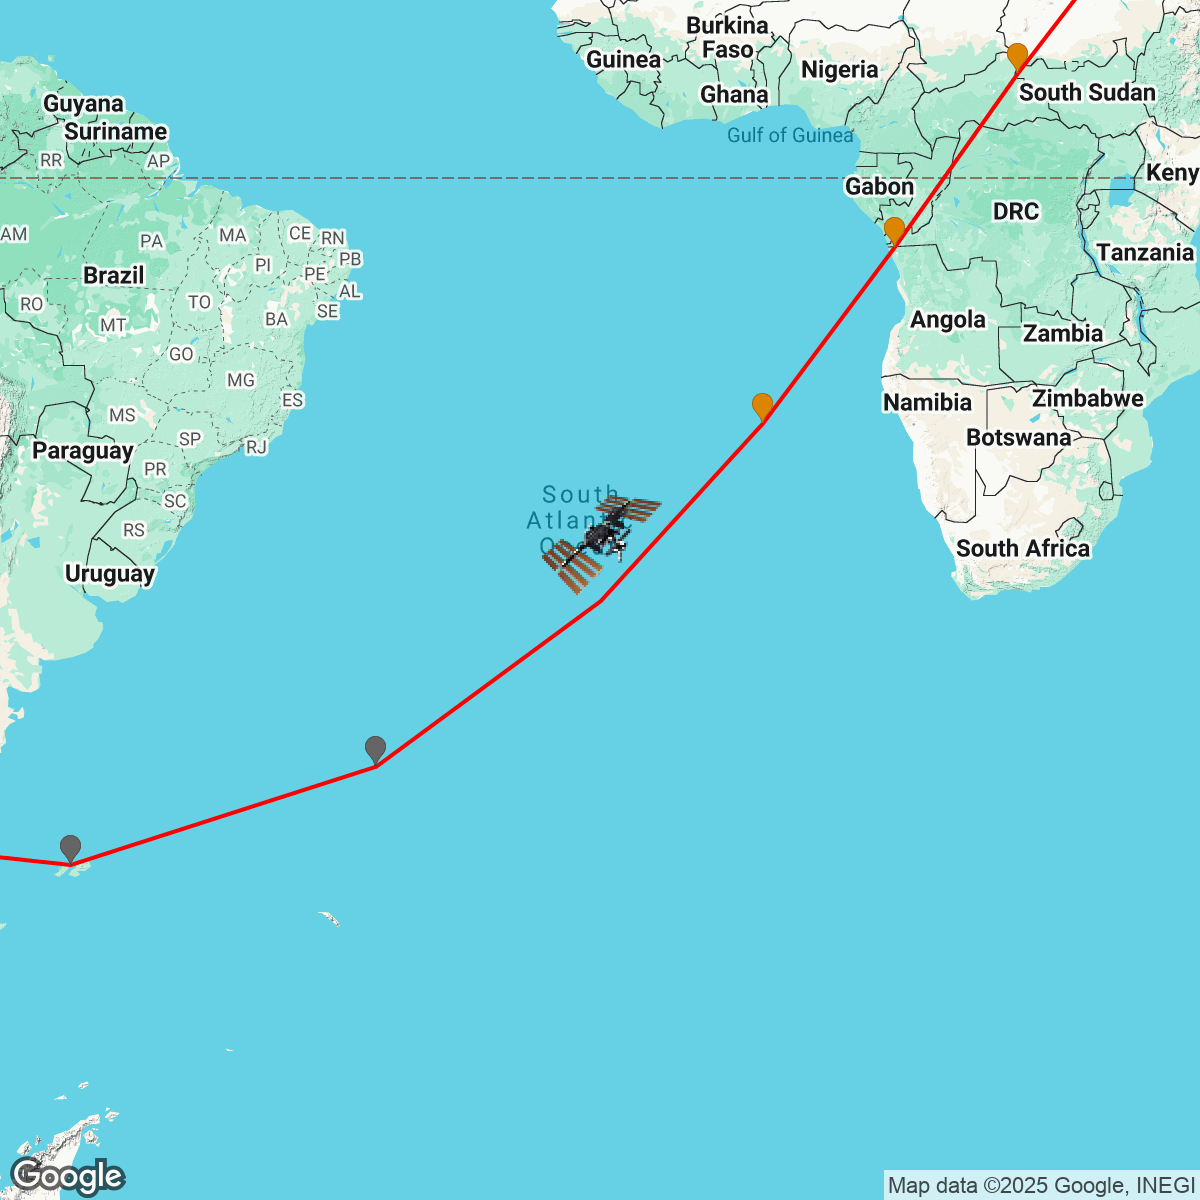 Burkina
Faso
Guinea
Nigeria
Ghana
South Sudan
Guyana
Suriname
Gulf of Guinea
RR
AP
Keny
Gabon
DRC
AM
PA
MA
CE
RN
PB
PI
PE
Tanzania
Brazil
AL
TO
RO
SE
BA
MT
Angola
Zambia
GO
MG
ES
Zimbabwe
Namibia
MS
SP
RJ
Botswana
Paraguay
PR
SC
South
Atlant
RS
South Africa
Uruguay
Google
Map data ©2025 Google, INEGI